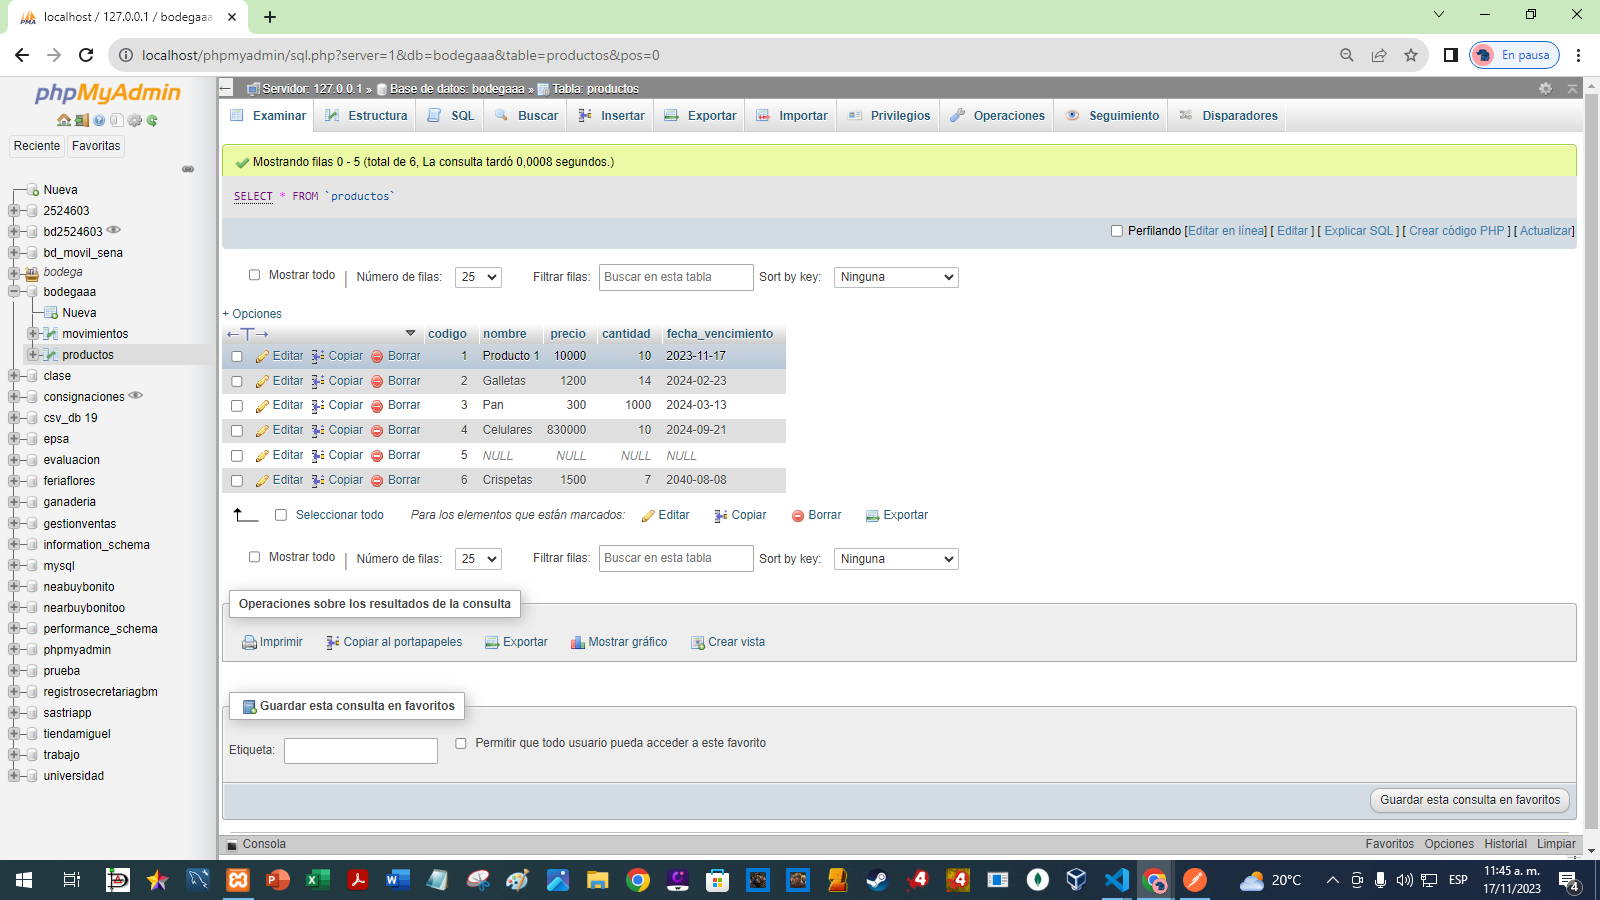 localhost / 127.0.0.1 / bodegaaa
localhost/phpmyadmin/sql.php?server=1&db=bodegaaa&table=productos&pos=0
En pausa
phpMyAdmin
Reciente Favoritas
Nueva
2524603
bd2524603
bd_movil_sena
bodega
bodegaaa
Nueva
movimientos
productos
clase
consignaciones
csv_db 19
epsa
evaluacion
feriaflores
ganaderia
gestionventas
information_schema
mysql
neabuybonito
nearbuybonitoo
performance_schema
phpmyadmin
prueba
registrosecretariagbm
sastriapp
tiendamiguel
trabajo
universidad
Servidor: 127.0.0.1 » Base de datos: bodegaaa » Tabla: productos
Examinar Estructura SQL Buscar Insertar Exportar Importar Privilegios Operaciones Seguimiento Disparadores
Mostrando filas 0 - 5 (total de 6, La consulta tardó 0,0008 segundos.)
SELECT * FROM `productos`
Perfilando [Editar en línea] [ Editar ] [ Explicar SQL ] [ Crear código PHP ] [ Actualizar]
Mostrar todo | Número de filas: 25 Filtrar filas: Buscar en esta tabla Sort by key: Ninguna
+ Opciones
←T→ codigo nombre precio cantidad fecha_vencimiento
Editar Copiar Borrar 1 Producto 1 10000 10 2023-11-17
Editar Copiar Borrar 2 Galletas 1200 14 2024-02-23
Editar Copiar Borrar 3 Pan 300 1000 2024-03-13
Editar Copiar Borrar 4 Celulares 830000 10 2024-09-21
Editar Copiar Borrar 5 NULL NULL NULL NULL
Editar Copiar Borrar 6 Crispetas 1500 7 2040-08-08
Seleccionar todo Para los elementos que están marcados: Editar Copiar Borrar Exportar
Mostrar todo | Número de filas: 25 Filtrar filas: Buscar en esta tabla Sort by key: Ninguna
Operaciones sobre los resultados de la consulta
Imprimir Copiar al portapapeles Exportar Mostrar gráfico Crear vista
Guardar esta consulta en favoritos
Etiqueta: Permitir que todo usuario pueda acceder a este favorito
Guardar esta consulta en favoritos
Consola Favoritos Opciones Historial Limpiar
20°C ESP 11:45 a. m.
17/11/2023
4